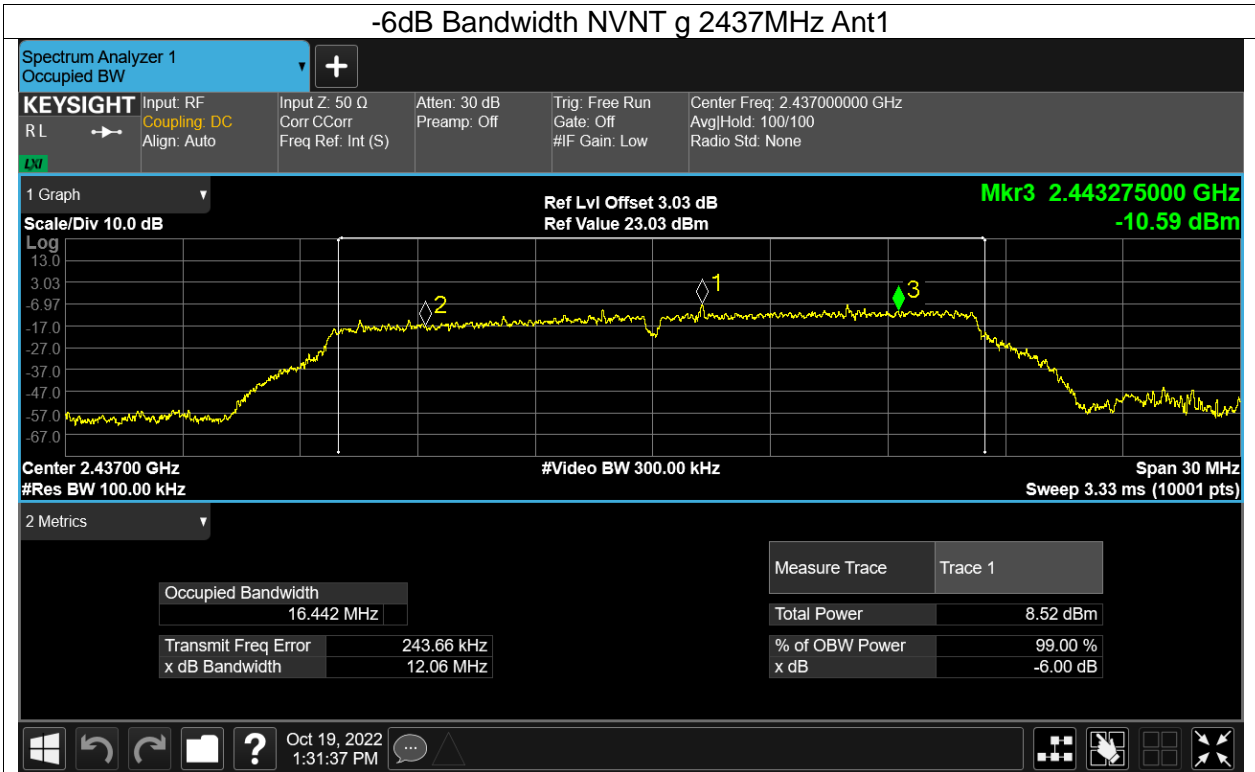 -6dB Bandwidth NVNT g 2437MHz Ant1
Spectrum Analyzer 1
Occupied BW
▼
+
KEYSIGHT
R L
LXI
Input: RF
Coupling: DC
Align: Auto
Input Z: 50 Ω
Corr CCorr
Freq Ref: Int (S)
Atten: 30 dB
Preamp: Off
Trig: Free Run
Gate: Off
#IF Gain: Low
Center Freq: 2.437000000 GHz
Avg|Hold: 100/100
Radio Std: None
1 Graph ▼
Scale/Div 10.0 dB
Ref Lvl Offset 3.03 dB
Ref Value 23.03 dBm
Mkr3 2.443275000 GHz
-10.59 dBm
Log
13.0
3.03
-6.97
-17.0
-27.0
-37.0
-47.0
-57.0
-67.0
2
1
3
Center 2.43700 GHz
#Video BW 300.00 kHz
Span 30 MHz
#Res BW 100.00 kHz
Sweep 3.33 ms (10001 pts)
2 Metrics ▼
Occupied Bandwidth
16.442 MHz
Transmit Freq Error 243.66 kHz
x dB Bandwidth 12.06 MHz
Measure Trace Trace 1
Total Power 8.52 dBm
% of OBW Power 99.00 %
x dB -6.00 dB
?
Oct 19, 2022
1:31:37 PM